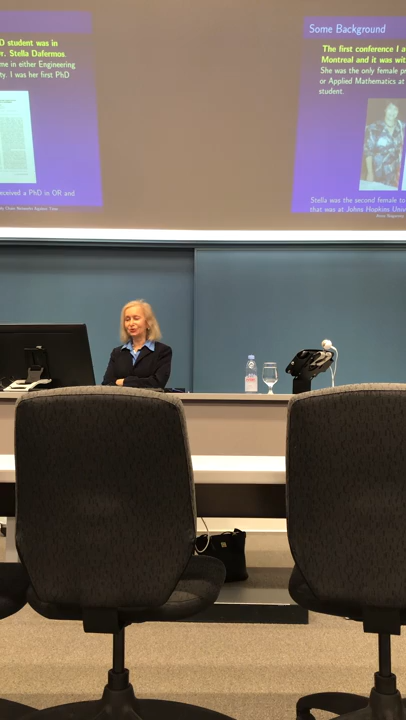 D student was in
r. Stella Dafermos.
me in either Engineering
ty. I was her first PhD
received a PhD in OR and
Some Background
The first conference I a
Montreal and it was wit
She was the only female pr
or Applied Mathematics at
student.
Stella was the second female to
that was at Johns Hopkins Univ